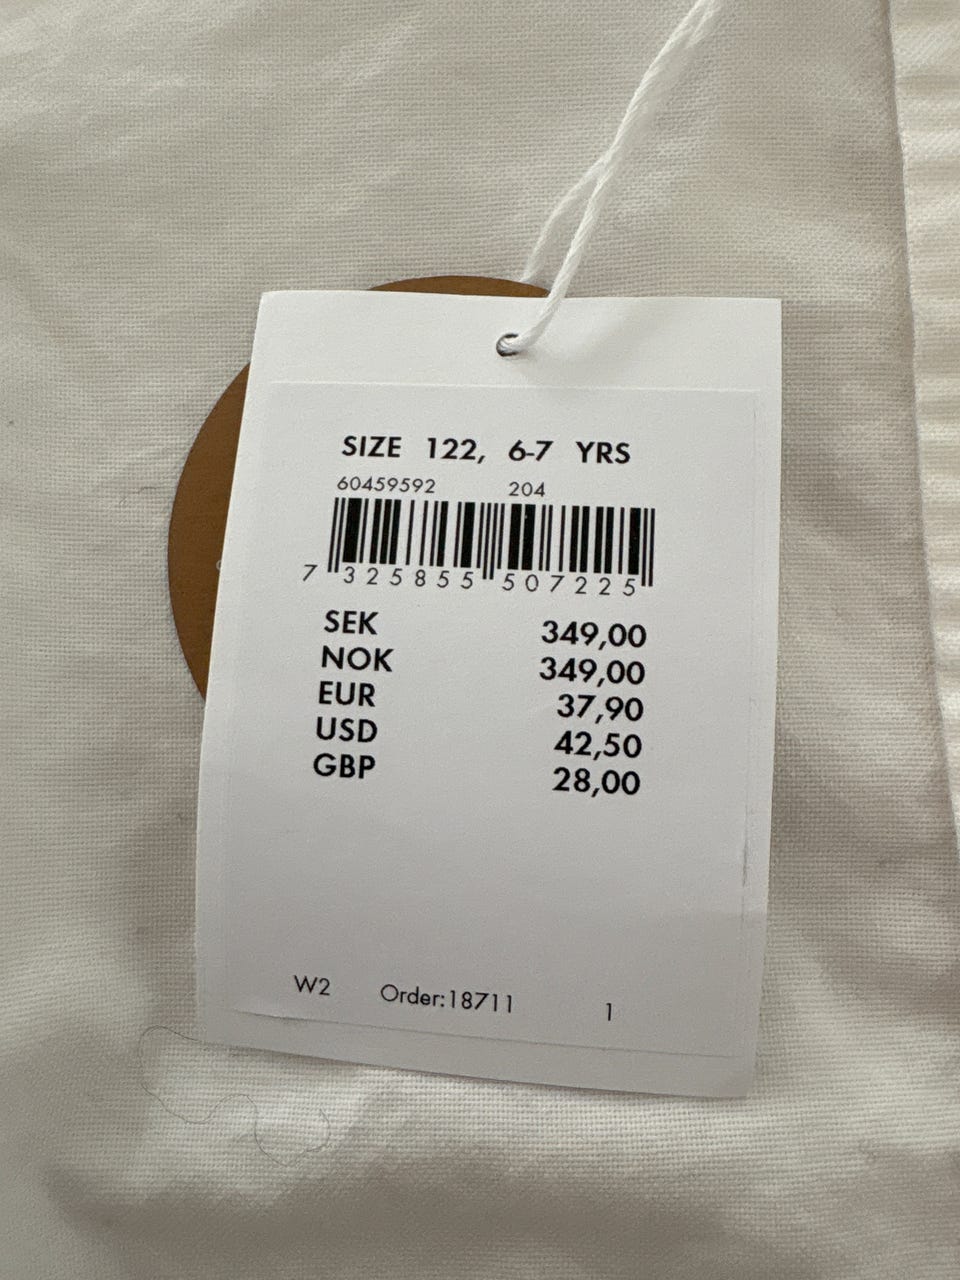 SIZE 122, 6-7 YRS
60459592 204
7 325855 507225
SEK 349,00
NOK 349,00
EUR 37,90
USD 42,50
GBP 28,00
W2 Order:18711 1